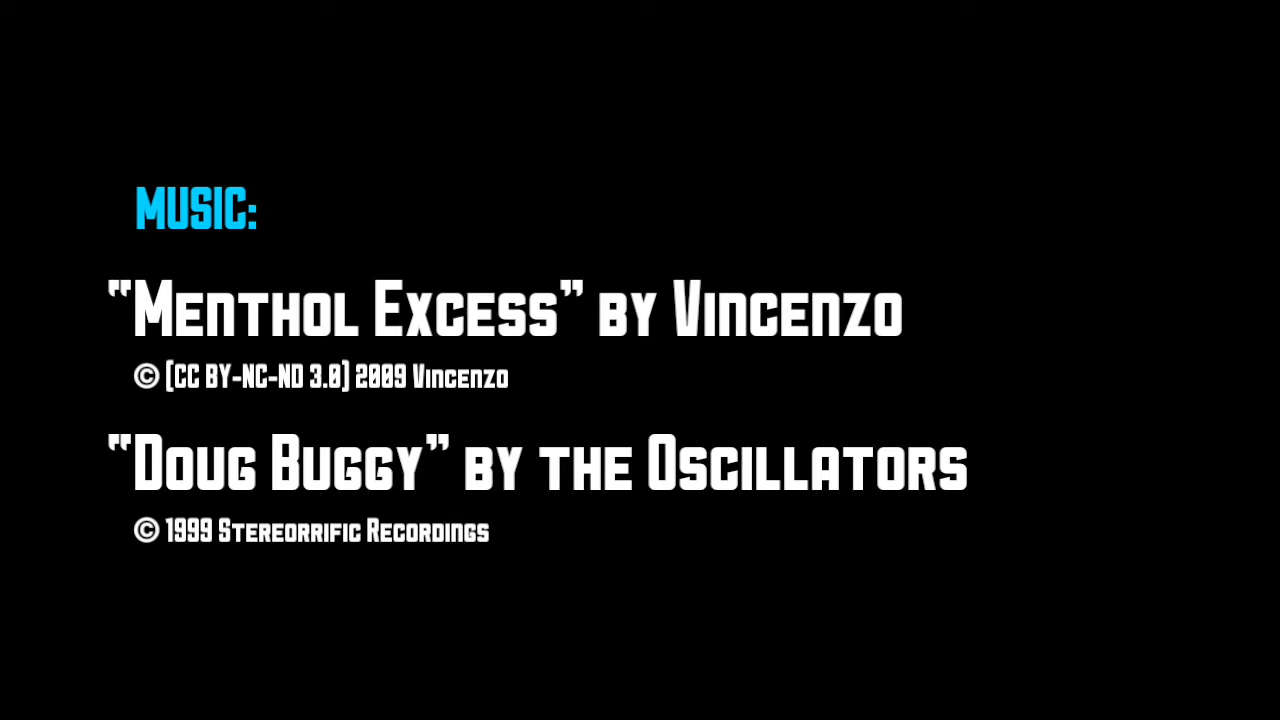 MUSIC:
“Menthol Excess” by Vincenzo
© (CC BY-NC-ND 3.0) 2009 Vincenzo
“Doug Buggy” by the Oscillators
© 1999 Stereorrific Recordings